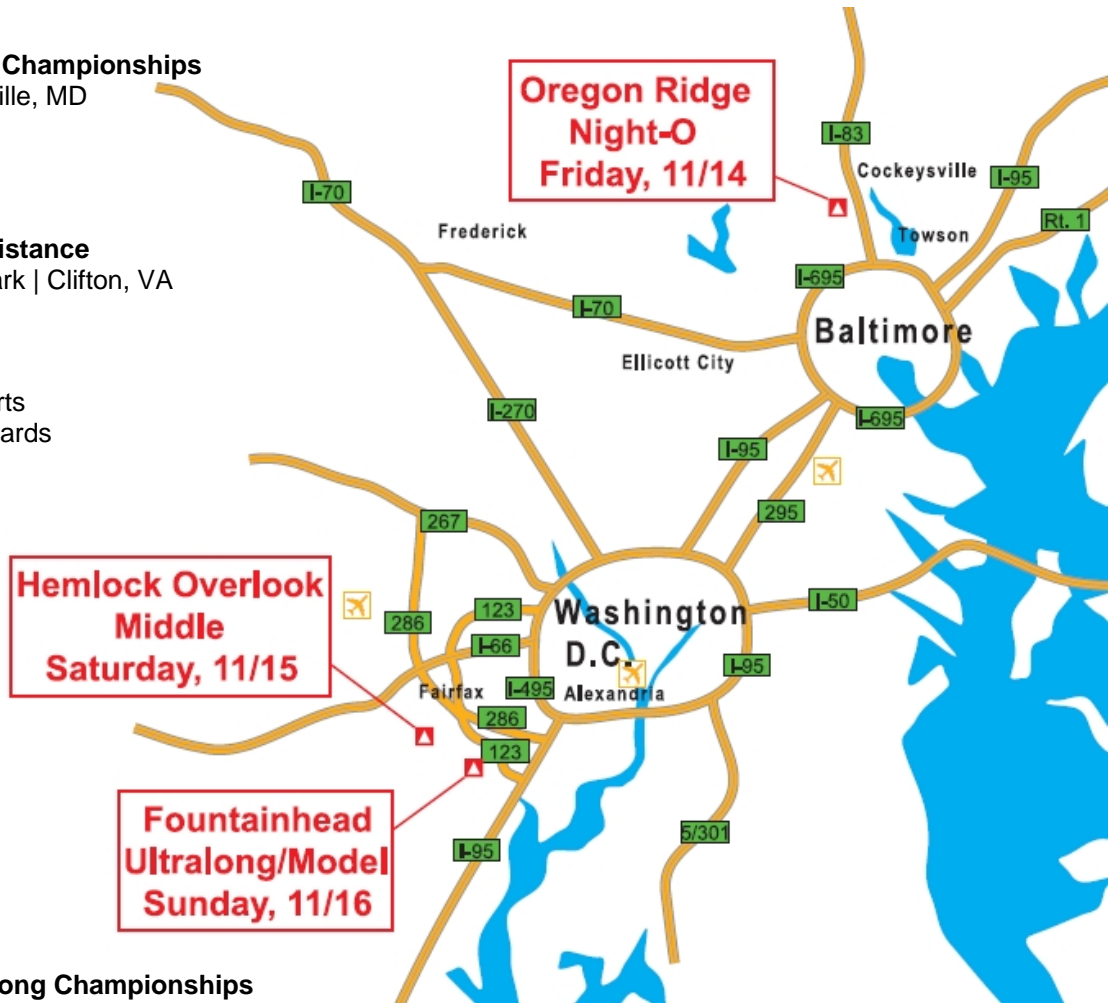 Championships
ille, MD
Oregon Ridge
Night-O
Friday, 11/14
I-83
Cockeysville
I-95
I-70
Rt. 1
Frederick
Towson
istance
ark | Clifton, VA
I-695
I-70
Baltimore
Ellicott City
rts
ards
I-270
I-695
I-95
295
267
Hemlock Overlook
Middle
Saturday, 11/15
286
123
Washington
D.C.
I-50
I-66
I-95
Fairfax
I-495
Alexandria
286
123
Fountainhead
Ultralong/Model
Sunday, 11/16
5/301
I-95
ong Championships